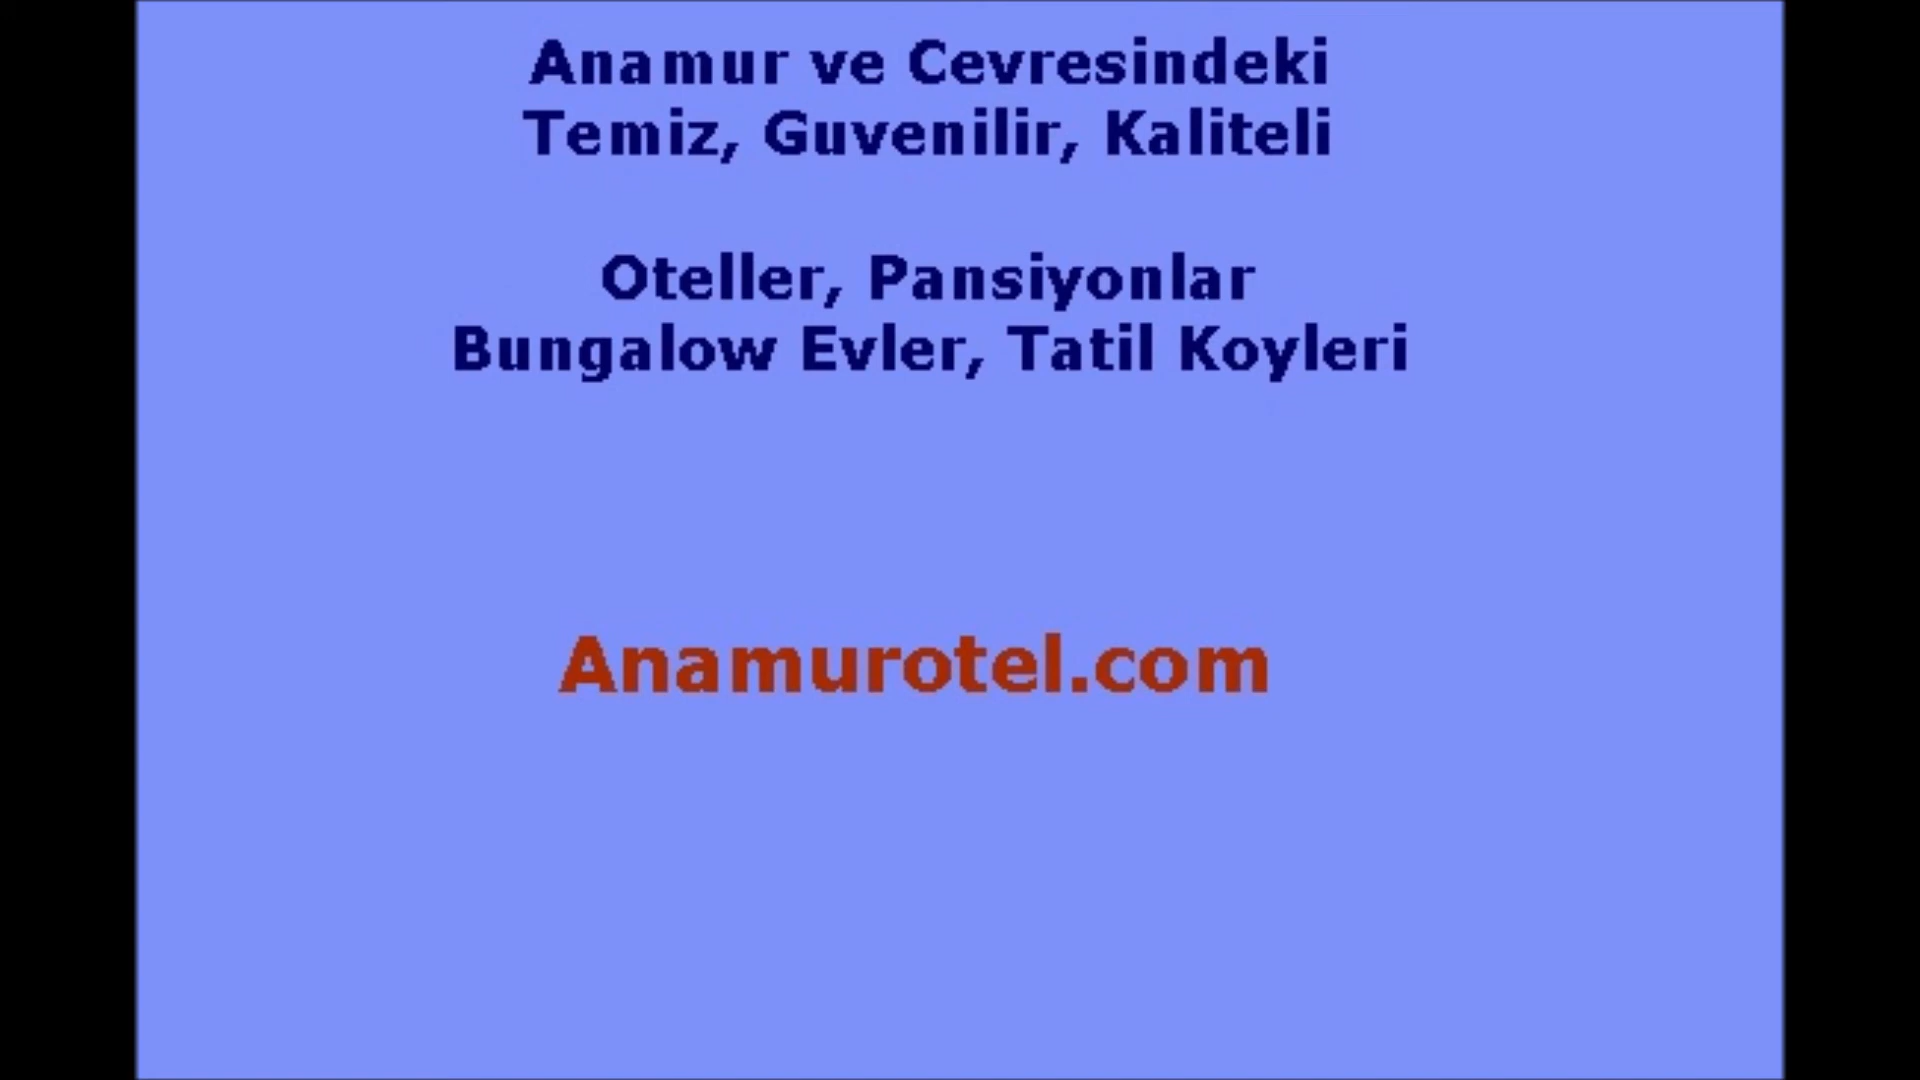 Anamur ve Cevresindeki
Temiz, Guvenilir, Kaliteli
Oteller, Pansiyonlar
Bungalow Evler, Tatil Koyleri
Anamurotel.com